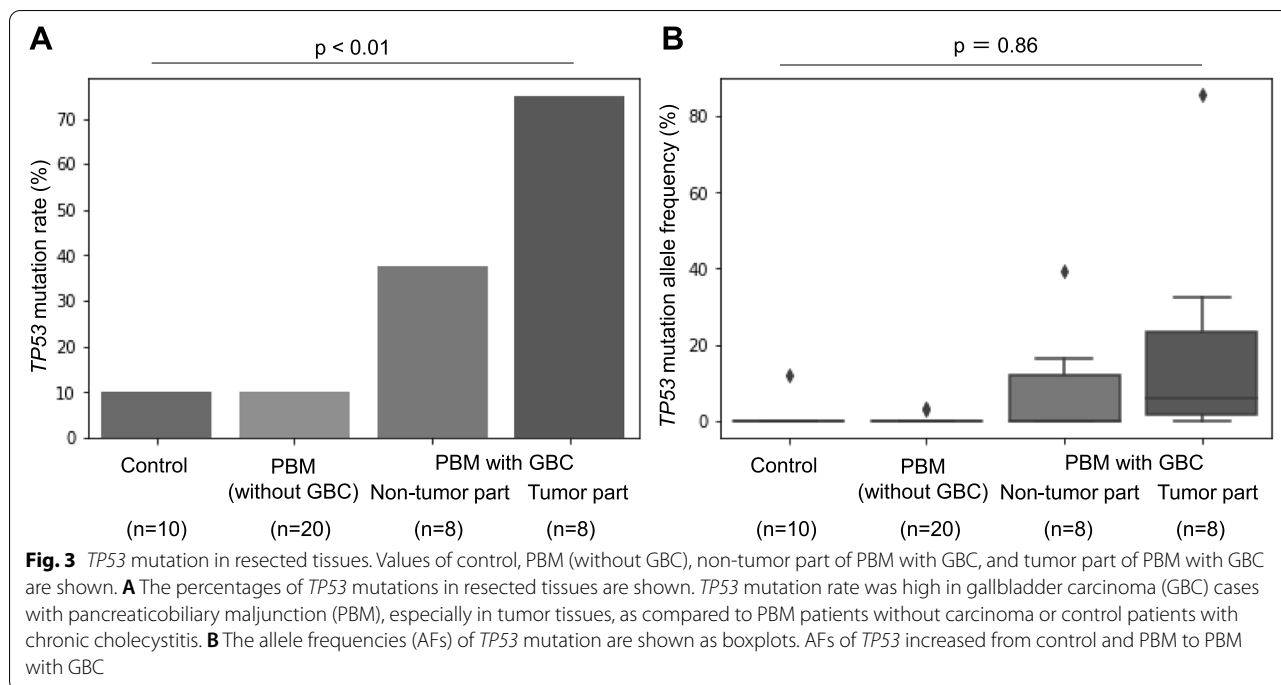 A
p < 0.01
TP53 mutation rate (%)
70
60
50
40
30
20
10
0
Control
PBM
(without GBC)
PBM with GBC
Non-tumor part
Tumor part
(n=10)
(n=20)
(n=8)
(n=8)
B
p = 0.86
TP53 mutation allele frequency (%)
80
60
40
20
0
Control
PBM
(without GBC)
PBM with GBC
Non-tumor part
Tumor part
(n=10)
(n=20)
(n=8)
(n=8)
Fig. 3 TP53 mutation in resected tissues. Values of control, PBM (without GBC), non-tumor part of PBM with GBC, and tumor part of PBM with GBC
are shown. A The percentages of TP53 mutations in resected tissues are shown. TP53 mutation rate was high in gallbladder carcinoma (GBC) cases
with pancreaticobiliary maljunction (PBM), especially in tumor tissues, as compared to PBM patients without carcinoma or control patients with
chronic cholecystitis. B The allele frequencies (AFs) of TP53 mutation are shown as boxplots. AFs of TP53 increased from control and PBM to PBM
with GBC